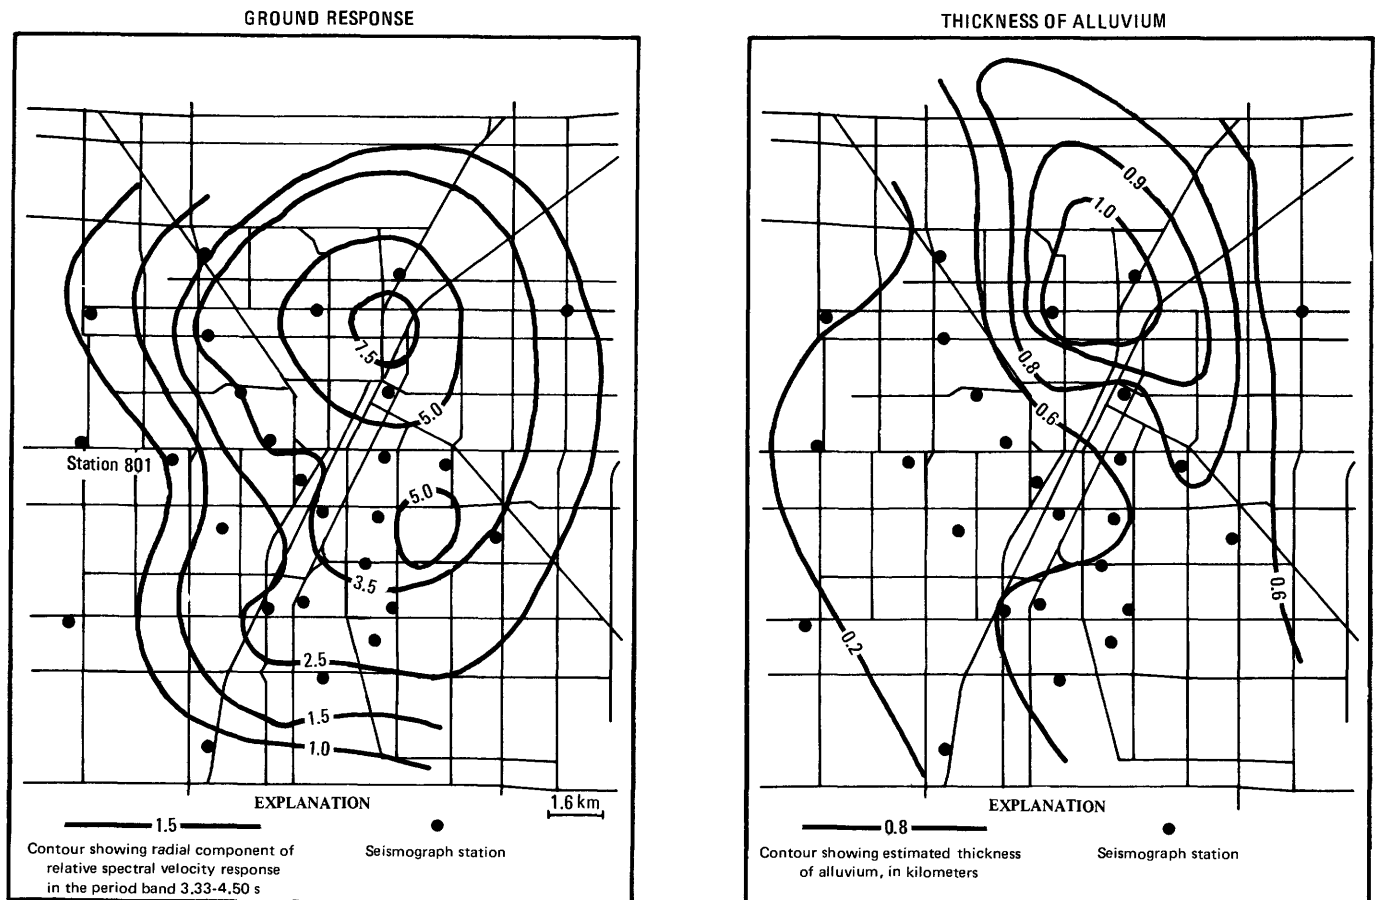 GROUND RESPONSE
7.5
5.0
Station 801
5.0
3.5
2.5
1.5
1.0
EXPLANATION
1.6 km
1.5
Contour showing radial component of
relative spectral velocity response
in the period band 3.33-4.50 s
Seismograph station
THICKNESS OF ALLUVIUM
0.9
1.0
0.8
0.6
0.6
0.2
EXPLANATION
0.8
Contour showing estimated thickness
of alluvium, in kilometers
Seismograph station